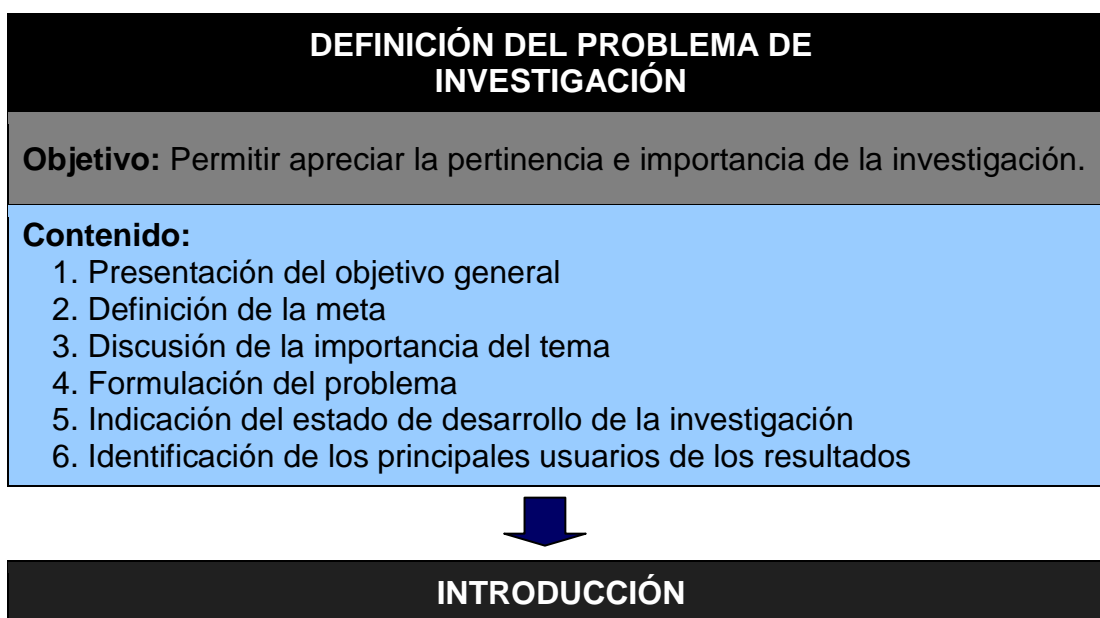 DEFINICIÓN DEL PROBLEMA DE
INVESTIGACIÓN
Objetivo: Permitir apreciar la pertinencia e importancia de la investigación.
Contenido:
1. Presentación del objetivo general
2. Definición de la meta
3. Discusión de la importancia del tema
4. Formulación del problema
5. Indicación del estado de desarrollo de la investigación
6. Identificación de los principales usuarios de los resultados
INTRODUCCIÓN